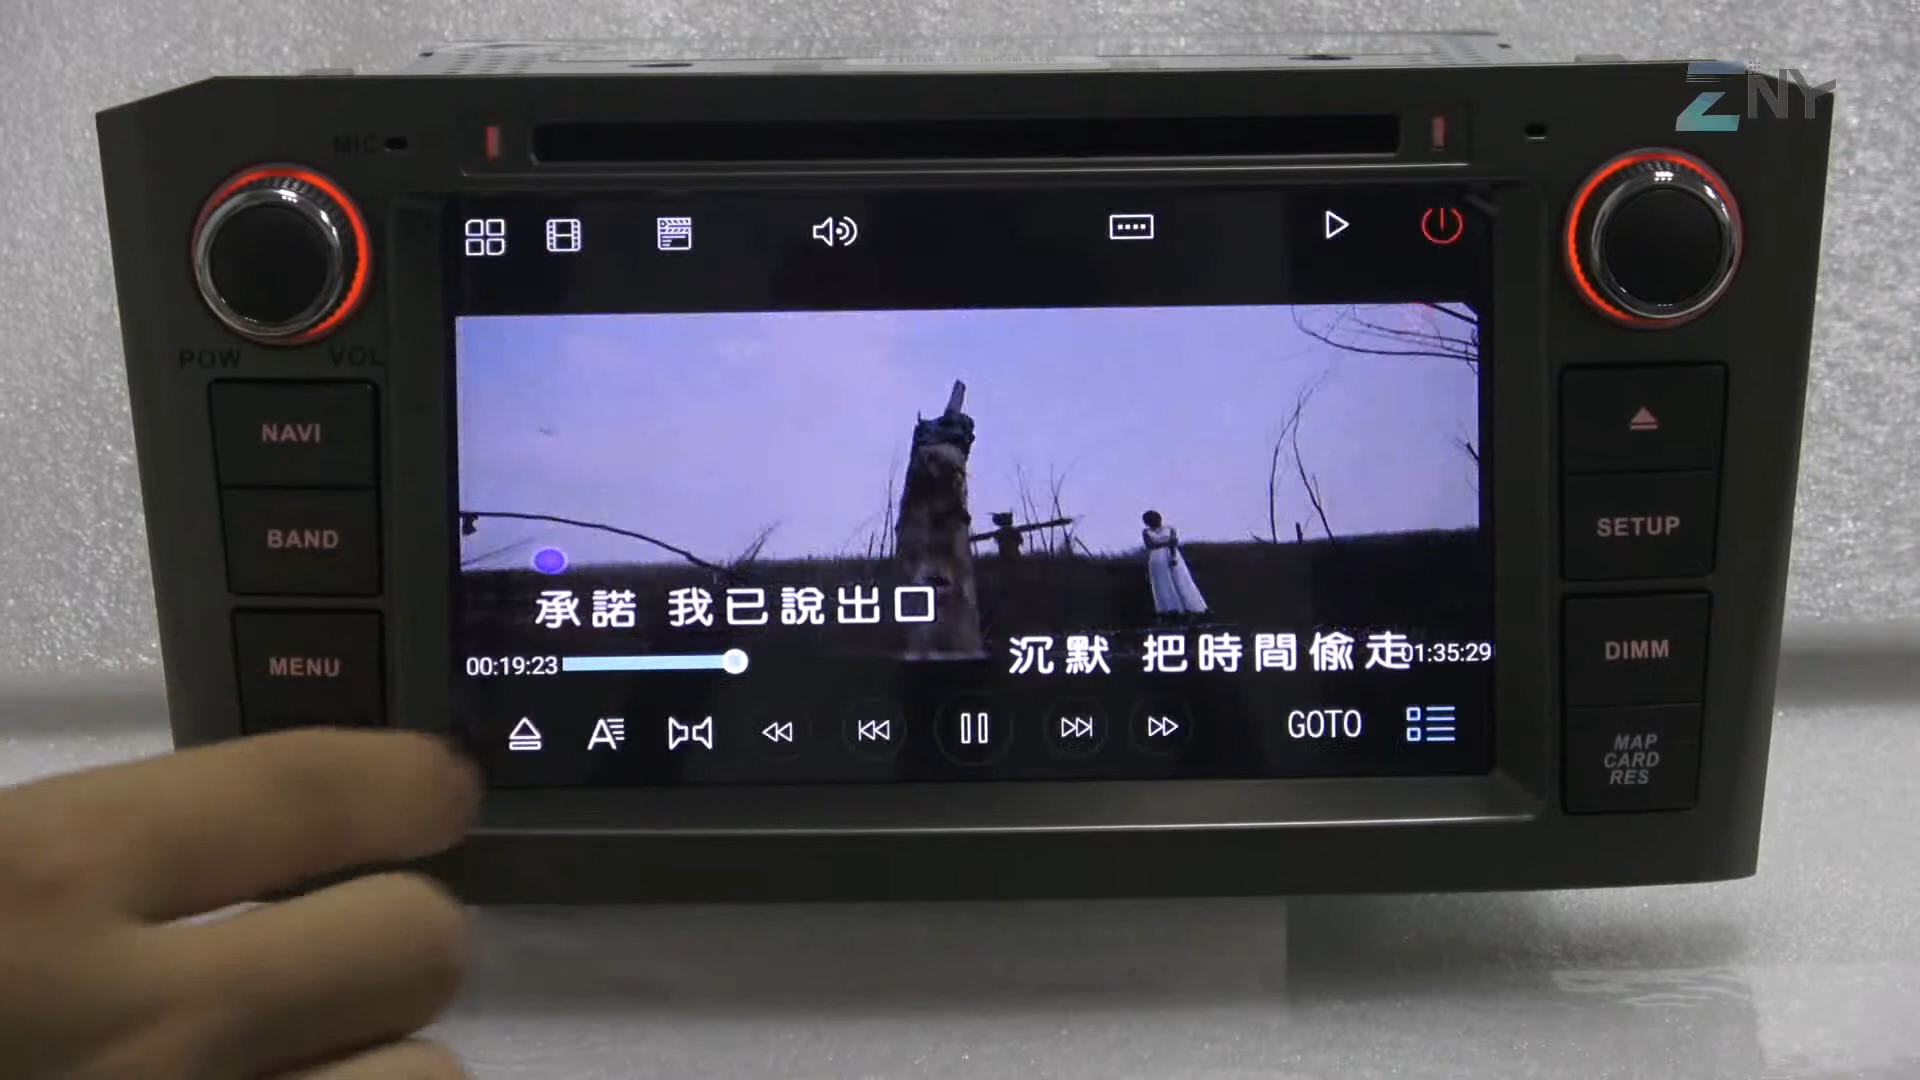 ZNY
MIC
POW VOL
NAVI
BAND
MENU
承諾 我已說出口
沉默 把時間偷走
00:19:23
01:35:29
GOTO
SETUP
DIMM
MAP
CARD
RES